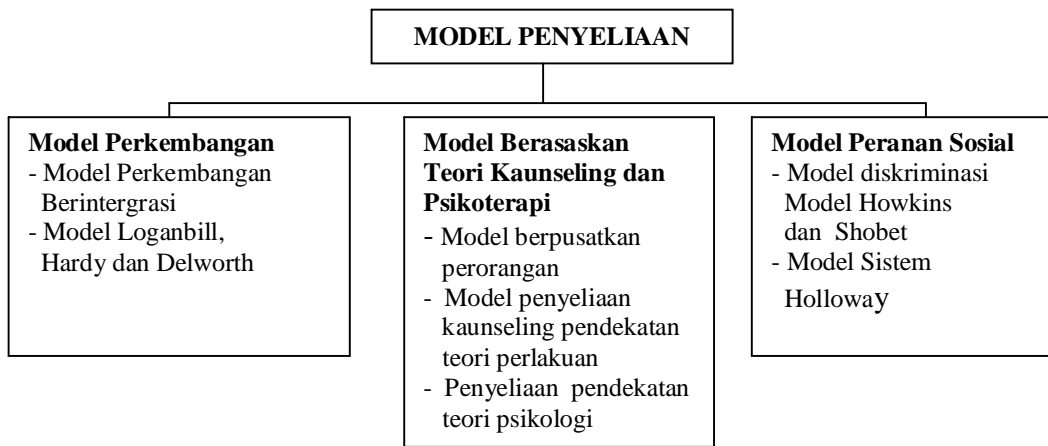 MODEL PENYELIAAN
Model Perkembangan
- Model Perkembangan
Berintergrasi
- Model Loganbill,
Hardy dan Delworth
Model Berasaskan
Teori Kaunseling dan
Psikoterapi
- Model berpusatkan
perorangan
- Model penyeliaan
kaunseling pendekatan
teori perlakuan
- Penyeliaan pendekatan
teori psikologi
Model Peranan Sosial
- Model diskriminasi
Model Howkins
dan Shobet
- Model Sistem
Holloway